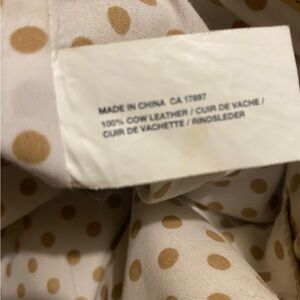 MADE IN CHINA CA 17897
100% COW LEATHER / CUIR DE VACHE /
CUIR DE VACHETTE / RINDSLEDER